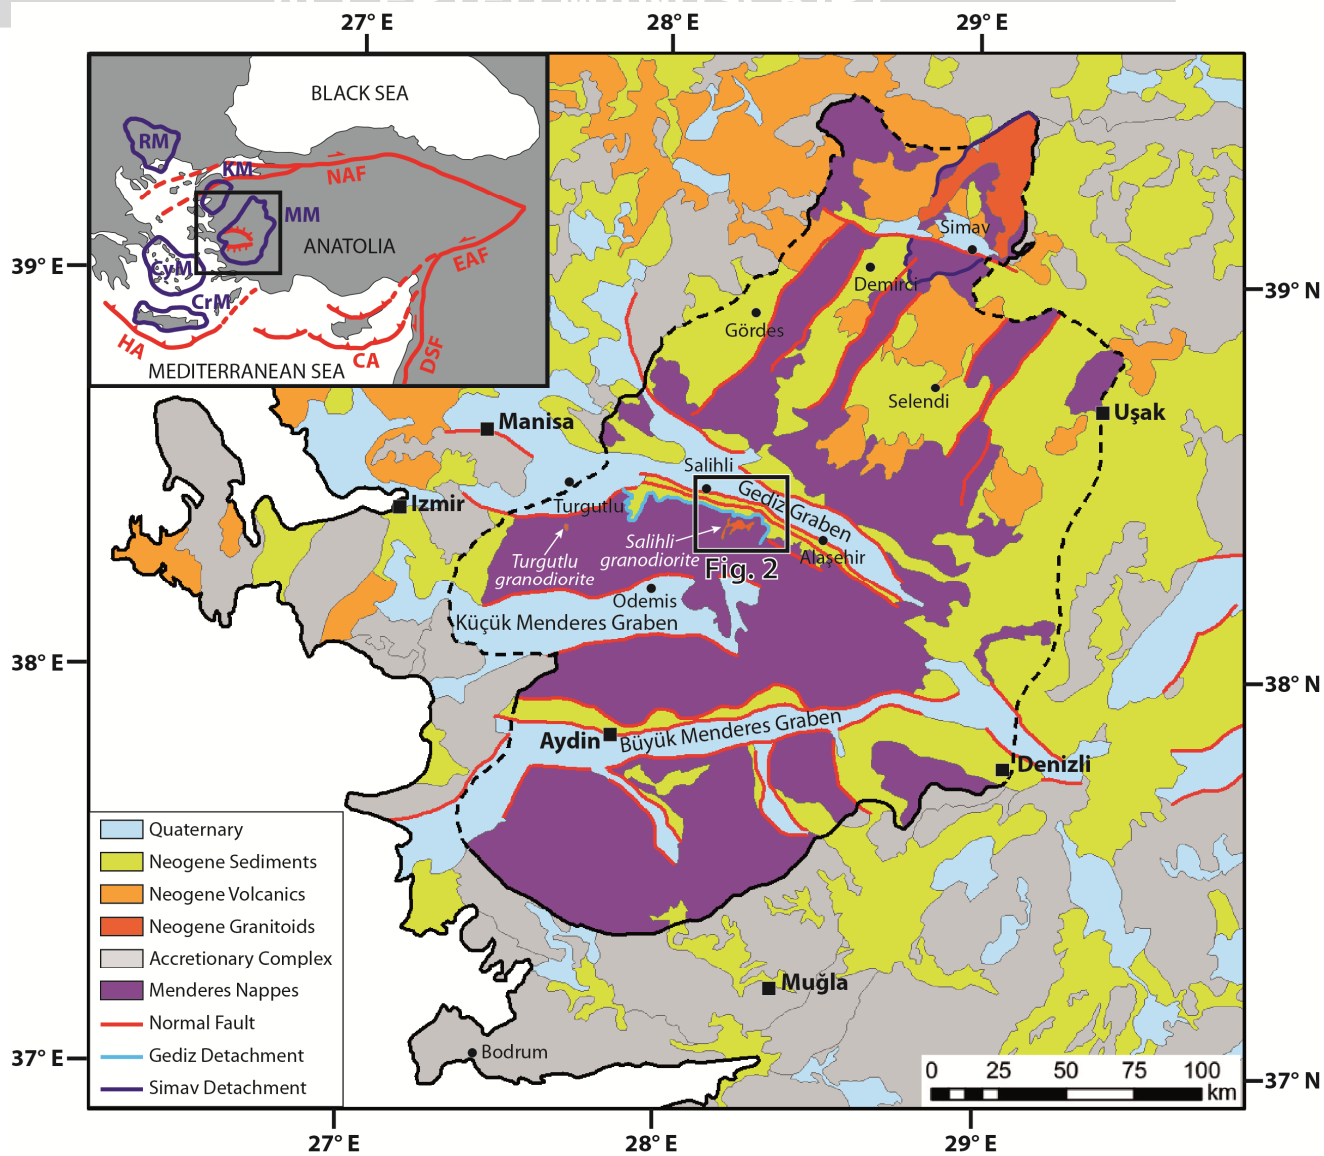 27° E
28° E
29° E
BLACK SEA
RM
KM
NAF
MM
ANATOLIA
EAF
CyM
CrM
HA
CA
DSF
MEDITERRANEAN SEA
39° E
39° N
Simav
Demirci
Gördes
Selendi
Uşak
Manisa
Salihli
Izmir
Turgutlu
Gediz Graben
Turgutlu
granodiorite
Salihli
granodiorite
Alaşehir
Fig. 2
Odemis
Küçük Menderes Graben
38° E
38° N
Aydin
Büyük Menderes Graben
Denizli
Quaternary
Neogene Sediments
Neogene Volcanics
Neogene Granitoids
Accretionary Complex
Menderes Nappes
Normal Fault
Gediz Detachment
Simav Detachment
Muğla
Bodrum
37° E
37° N
0 25 50 75 100
km
27° E
28° E
29° E